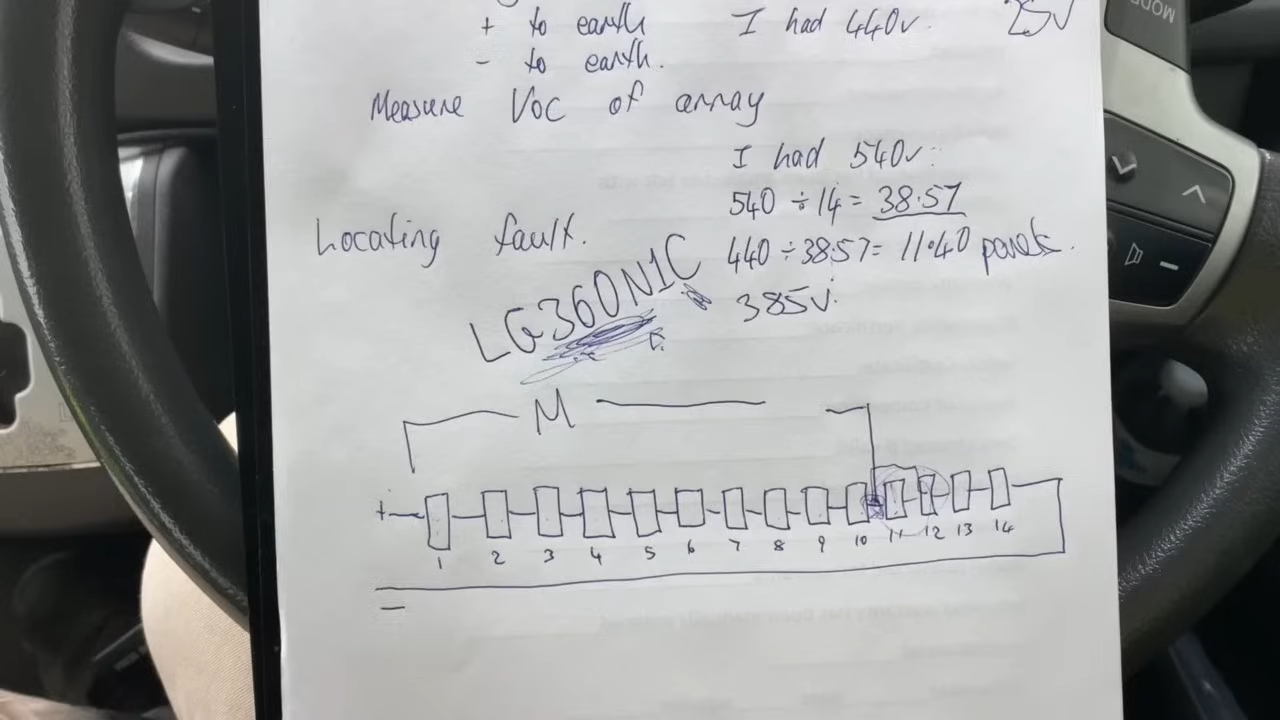 + to earth I had 440v. 25v
- to earth.
Measure Voc of array
I had 540v.
540 ÷ 14 = 38.57
Locating fault.
440 ÷ 38.57 = 11.40 panels.
LG360N1C
385v.
M
+
1 2 3 4 5 6 7 8 9 10 11 12 13 14
-
MODE